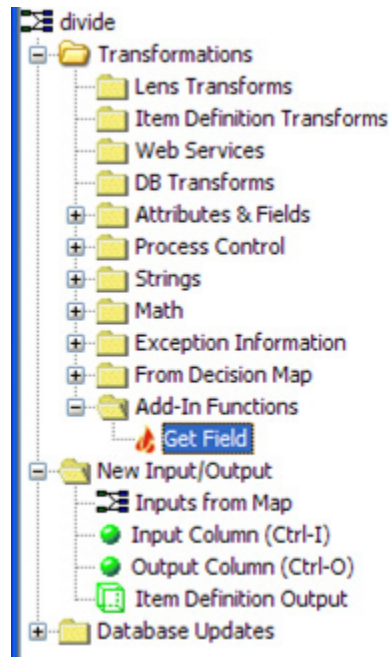 divide
Transformations
Lens Transforms
Item Definition Transforms
Web Services
DB Transforms
Attributes & Fields
Process Control
Strings
Math
Exception Information
From Decision Map
Add-In Functions
Get Field
New Input/Output
Inputs from Map
Input Column (Ctrl-I)
Output Column (Ctrl-O)
Item Definition Output
Database Updates